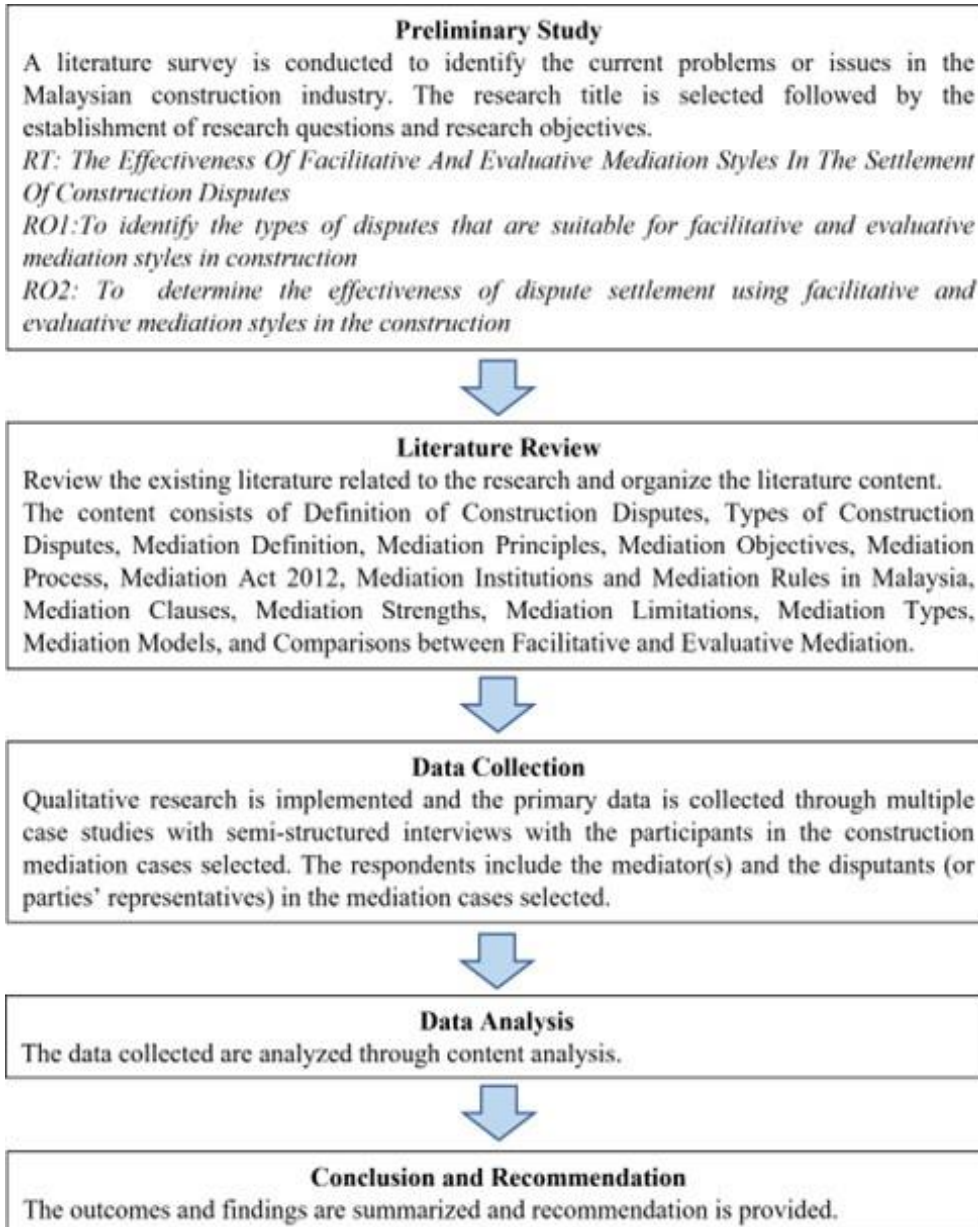 Preliminary Study
A literature survey is conducted to identify the current problems or issues in the
Malaysian construction industry. The research title is selected followed by the
establishment of research questions and research objectives.
RT: The Effectiveness Of Facilitative And Evaluative Mediation Styles In The Settlement
Of Construction Disputes
RO1:To identify the types of disputes that are suitable for facilitative and evaluative
mediation styles in construction
RO2: To determine the effectiveness of dispute settlement using facilitative and
evaluative mediation styles in the construction
Literature Review
Review the existing literature related to the research and organize the literature content.
The content consists of Definition of Construction Disputes, Types of Construction
Disputes, Mediation Definition, Mediation Principles, Mediation Objectives, Mediation
Process, Mediation Act 2012, Mediation Institutions and Mediation Rules in Malaysia,
Mediation Clauses, Mediation Strengths, Mediation Limitations, Mediation Types,
Mediation Models, and Comparisons between Facilitative and Evaluative Mediation.
Data Collection
Qualitative research is implemented and the primary data is collected through multiple
case studies with semi-structured interviews with the participants in the construction
mediation cases selected. The respondents include the mediator(s) and the disputants (or
parties’ representatives) in the mediation cases selected.
Data Analysis
The data collected are analyzed through content analysis.
Conclusion and Recommendation
The outcomes and findings are summarized and recommendation is provided.